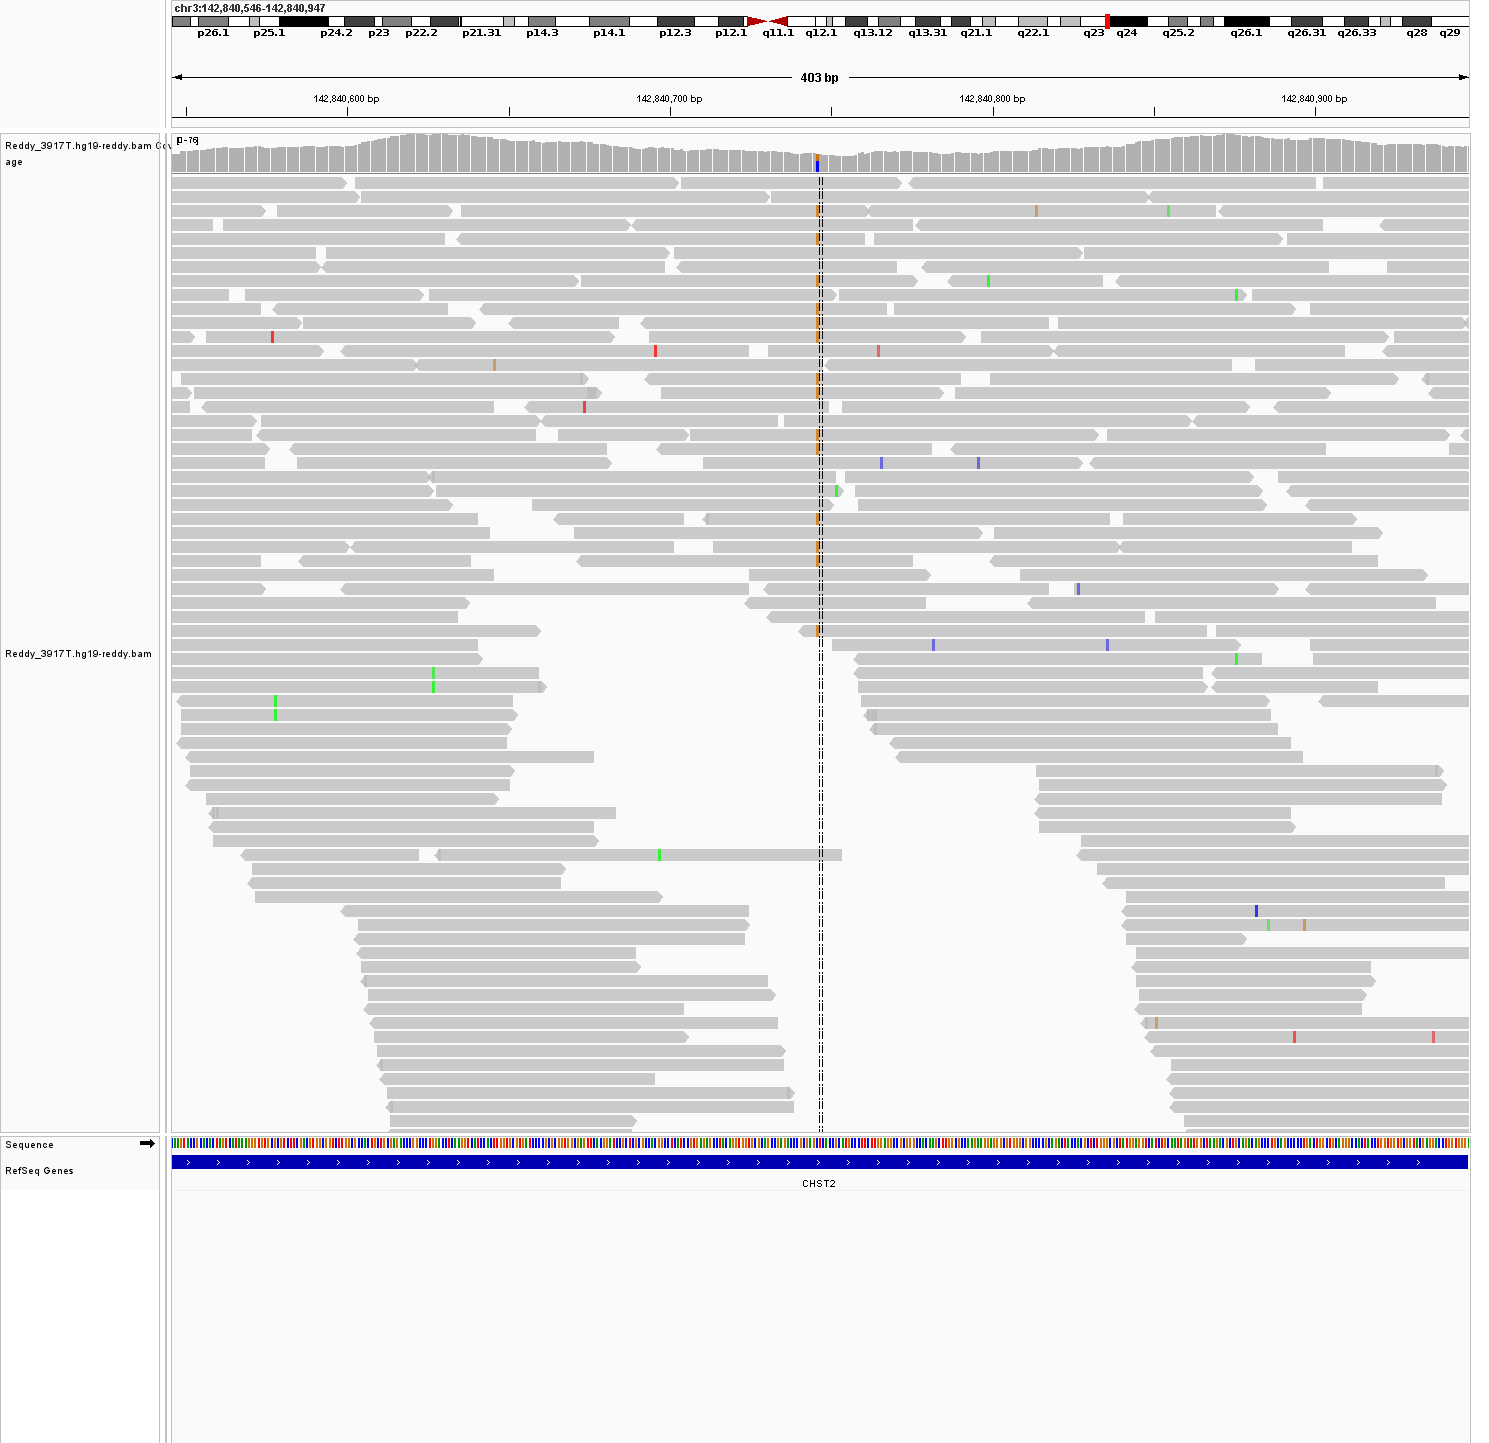 chr3:142,840,546-142,840,947
p26.1 p25.1 p24.2 p23 p22.2 p21.31 p14.3 p14.1 p12.3 p12.1 q11.1 q12.1 q13.12 q13.31 q21.1 q22.1 q23 q24 q25.2 q26.1 q26.31 q26.33 q28 q29
403 bp
142,840,600 bp 142,840,700 bp 142,840,800 bp 142,840,900 bp
[0-76]
Reddy_3917T.hg19-reddy.bam Cov
age
Reddy_3917T.hg19-reddy.bam
Sequence
RefSeq Genes
CHST2